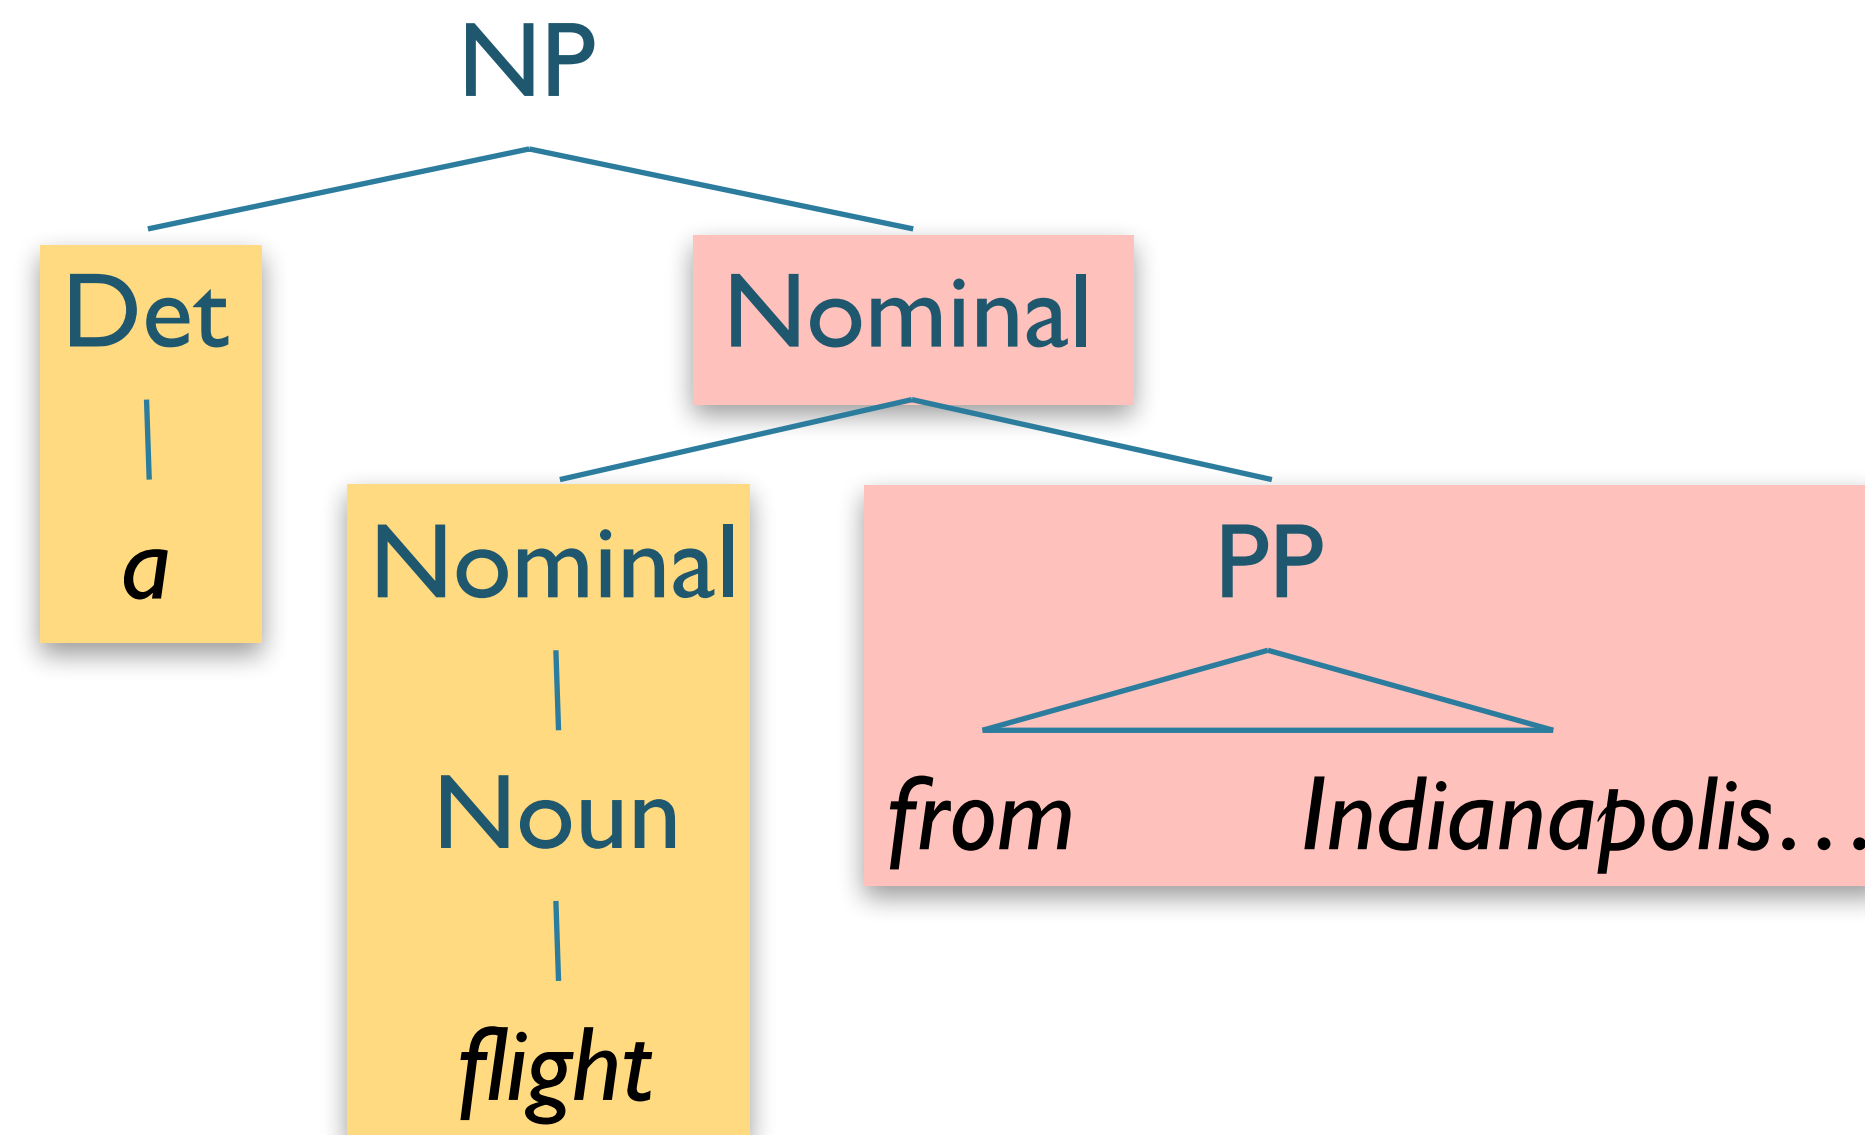 NP
Det
Nominal
a
Nominal
PP
Noun
from Indianapolis…
flight